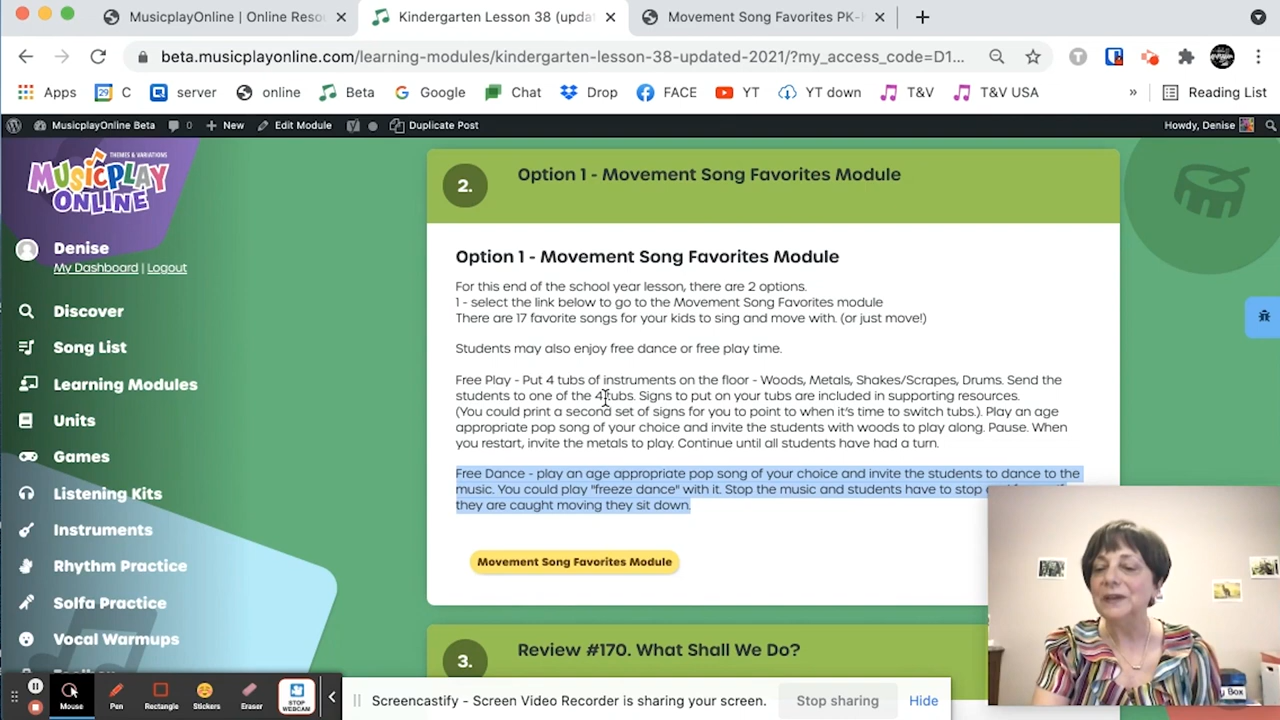 MusicplayOnline | Online Reso
Kindergarten Lesson 38 (upda
Movement Song Favorites PK-
beta.musicplayonline.com/learning-modules/kindergarten-lesson-38-updated-2021/?my_access_code=D1...
Apps
29 C
server
online
Beta
Google
Chat
Drop
FACE
YT
YT down
T&V
T&V USA
»
Reading List
MusicplayOnline Beta
0
New
Edit Module
Duplicate Post
Howdy, Denise
THEMES & VARIATIONS
MUSICPLAY
ONLINE
Denise
My Dashboard | Logout
Discover
Song List
Learning Modules
Units
Games
Listening Kits
Instruments
Rhythm Practice
Solfa Practice
Vocal Warmups
2.
Option 1 - Movement Song Favorites Module
Option 1 - Movement Song Favorites Module
For this end of the school year lesson, there are 2 options.
1 - select the link below to go to the Movement Song Favorites module
There are 17 favorite songs for your kids to sing and move with. (or just move!)
Students may also enjoy free dance or free play time.
Free Play - Put 4 tubs of instruments on the floor - Woods, Metals, Shakes/Scrapes, Drums. Send the
students to one of the 4 tubs. Signs to put on your tubs are included in supporting resources.
(You could print a second set of signs for you to point to when it's time to switch tubs.). Play an age
appropriate pop song of your choice and invite the students with woods to play along. Pause. When
you restart, invite the metals to play. Continue until all students have had a turn.
Free Dance - play an age appropriate pop song of your choice and invite the students to dance to the
music. You could play "freeze dance" with it. Stop the music and students have to stop
they are caught moving they sit down.
Movement Song Favorites Module
3.
Review #170. What Shall We Do?
Mouse
Pen
Rectangle
Stickers
Eraser
STOP
WEBCAM
Screencastify - Screen Video Recorder is sharing your screen.
Stop sharing
Hide
Box